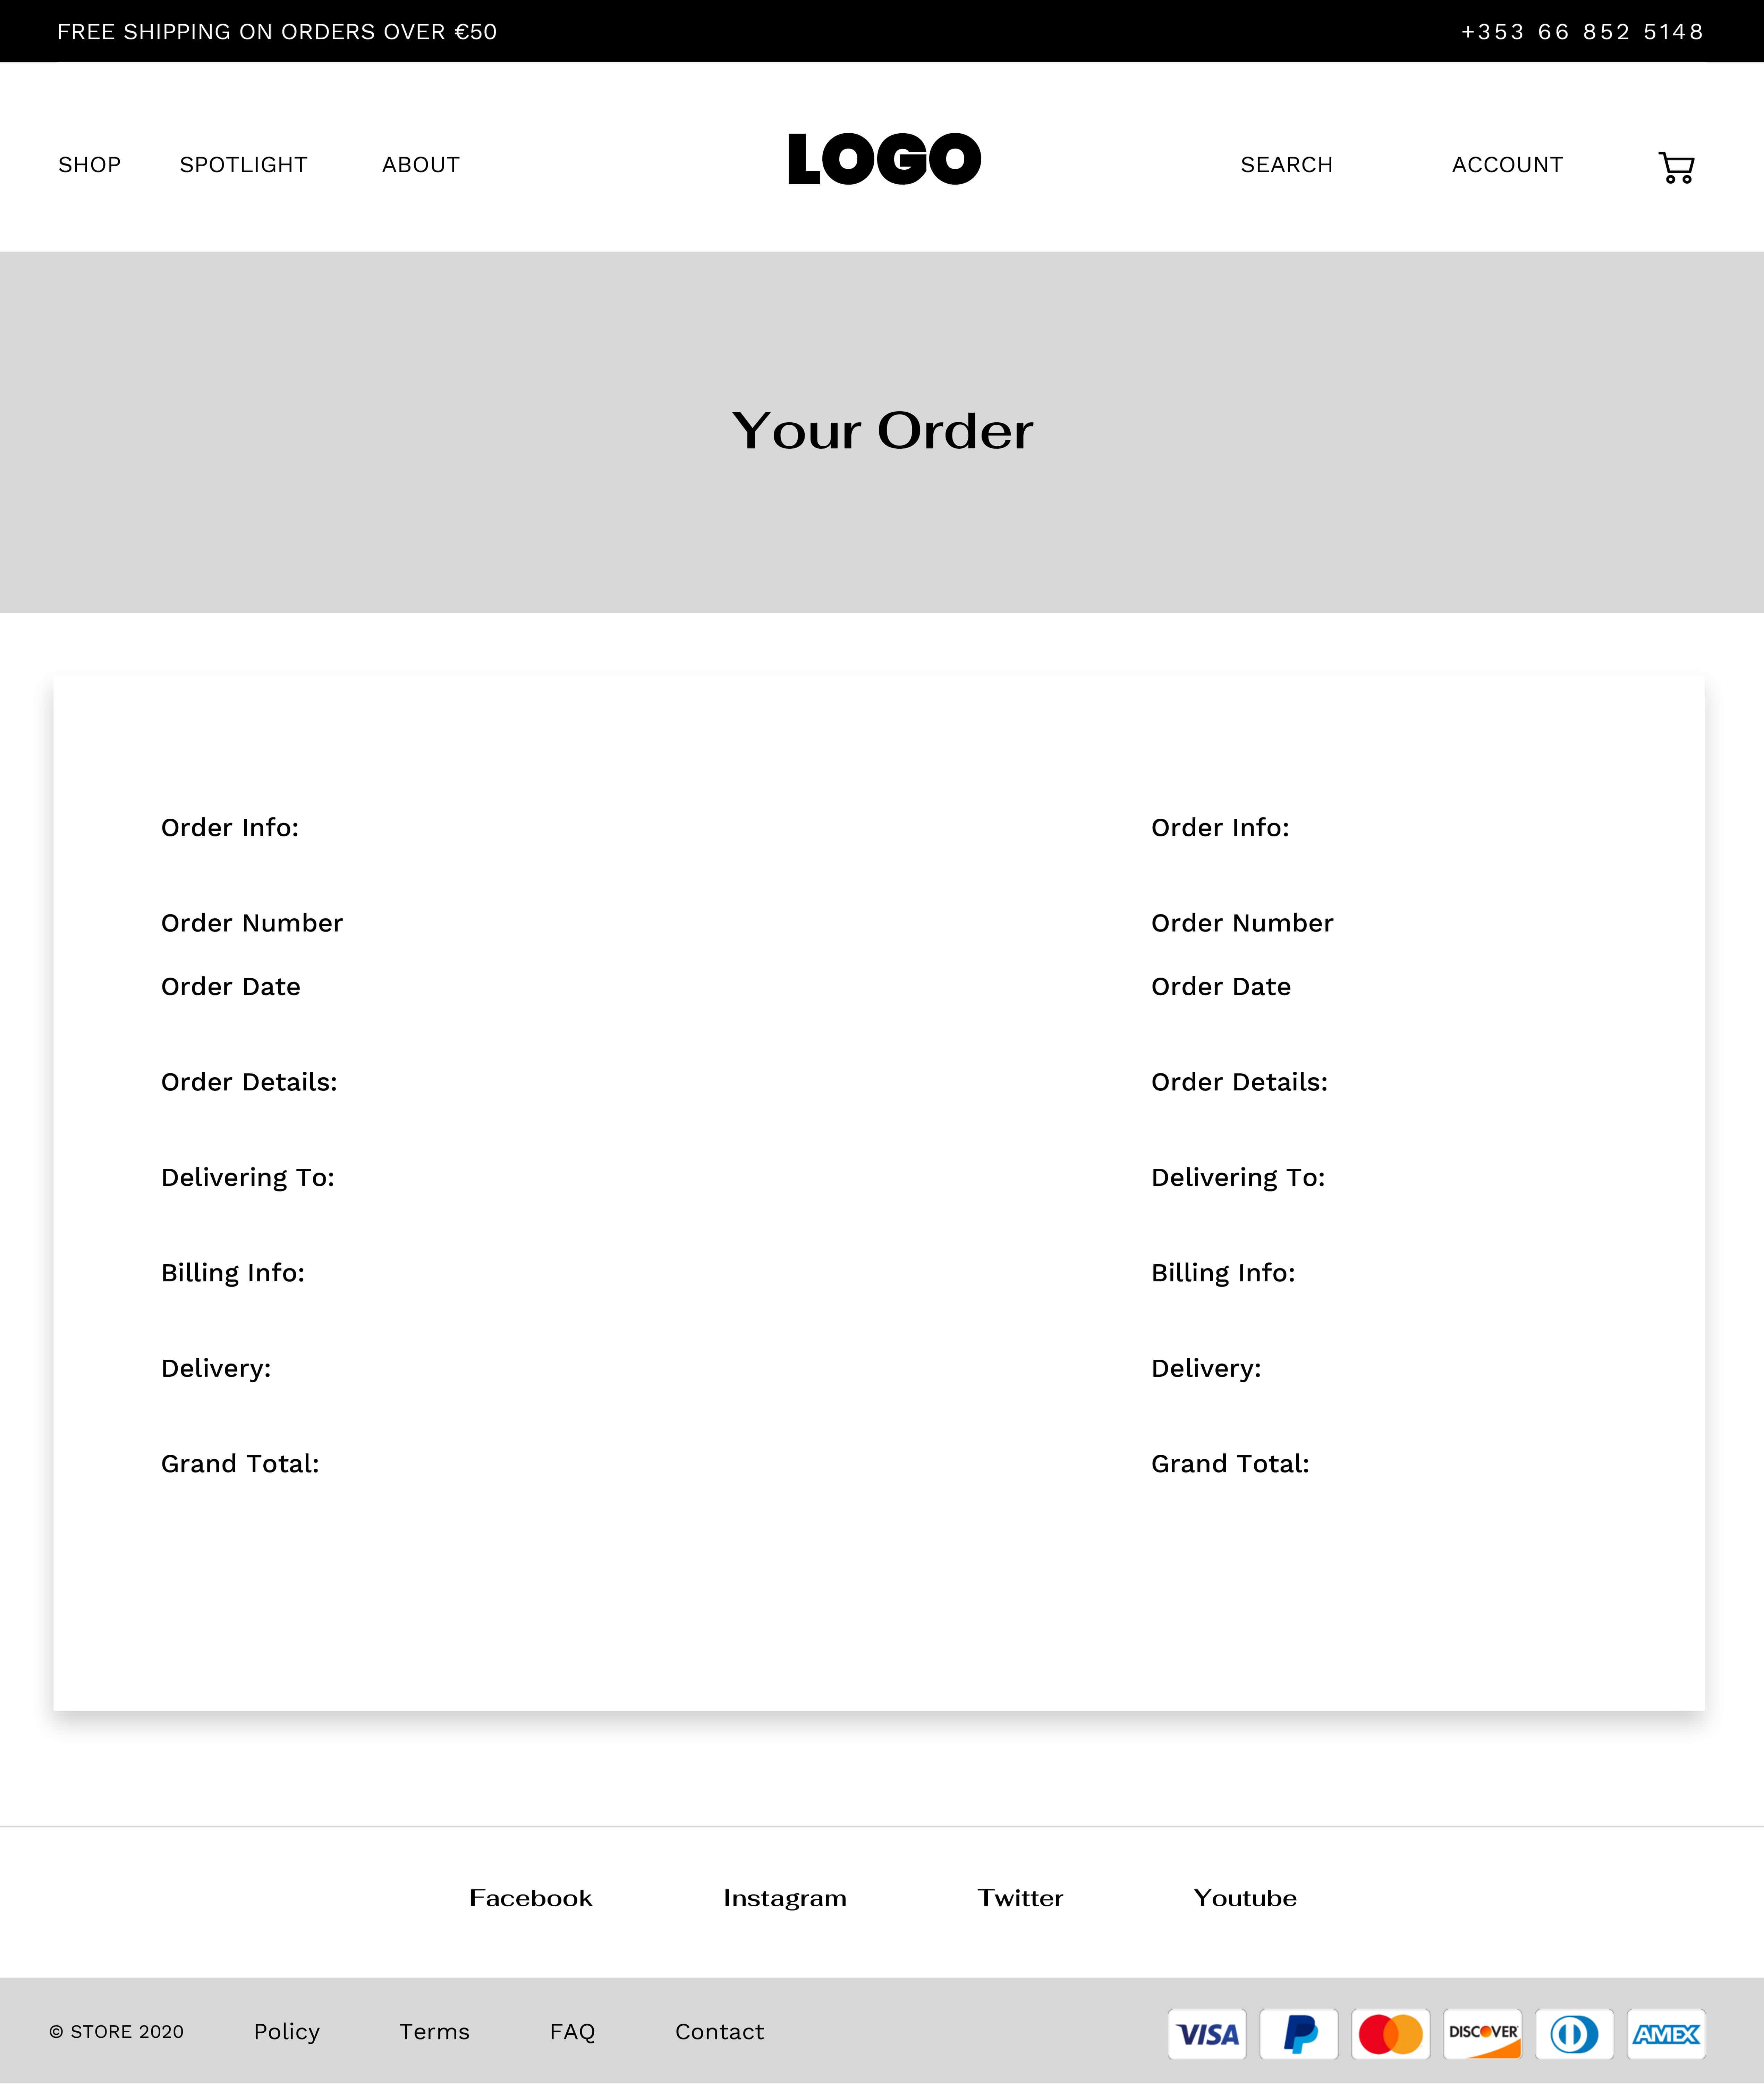 FREE SHIPPING ON ORDERS OVER €50 +353 66 852 5148
SHOP SPOTLIGHT ABOUT LOGO SEARCH ACCOUNT
Your Order
Order Info: Order Info:
Order Number Order Number
Order Date Order Date
Order Details: Order Details:
Delivering To: Delivering To:
Billing Info: Billing Info:
Delivery: Delivery:
Grand Total: Grand Total:
Facebook Instagram Twitter Youtube
© STORE 2020 Policy Terms FAQ Contact VISA DISCOVER AMEX